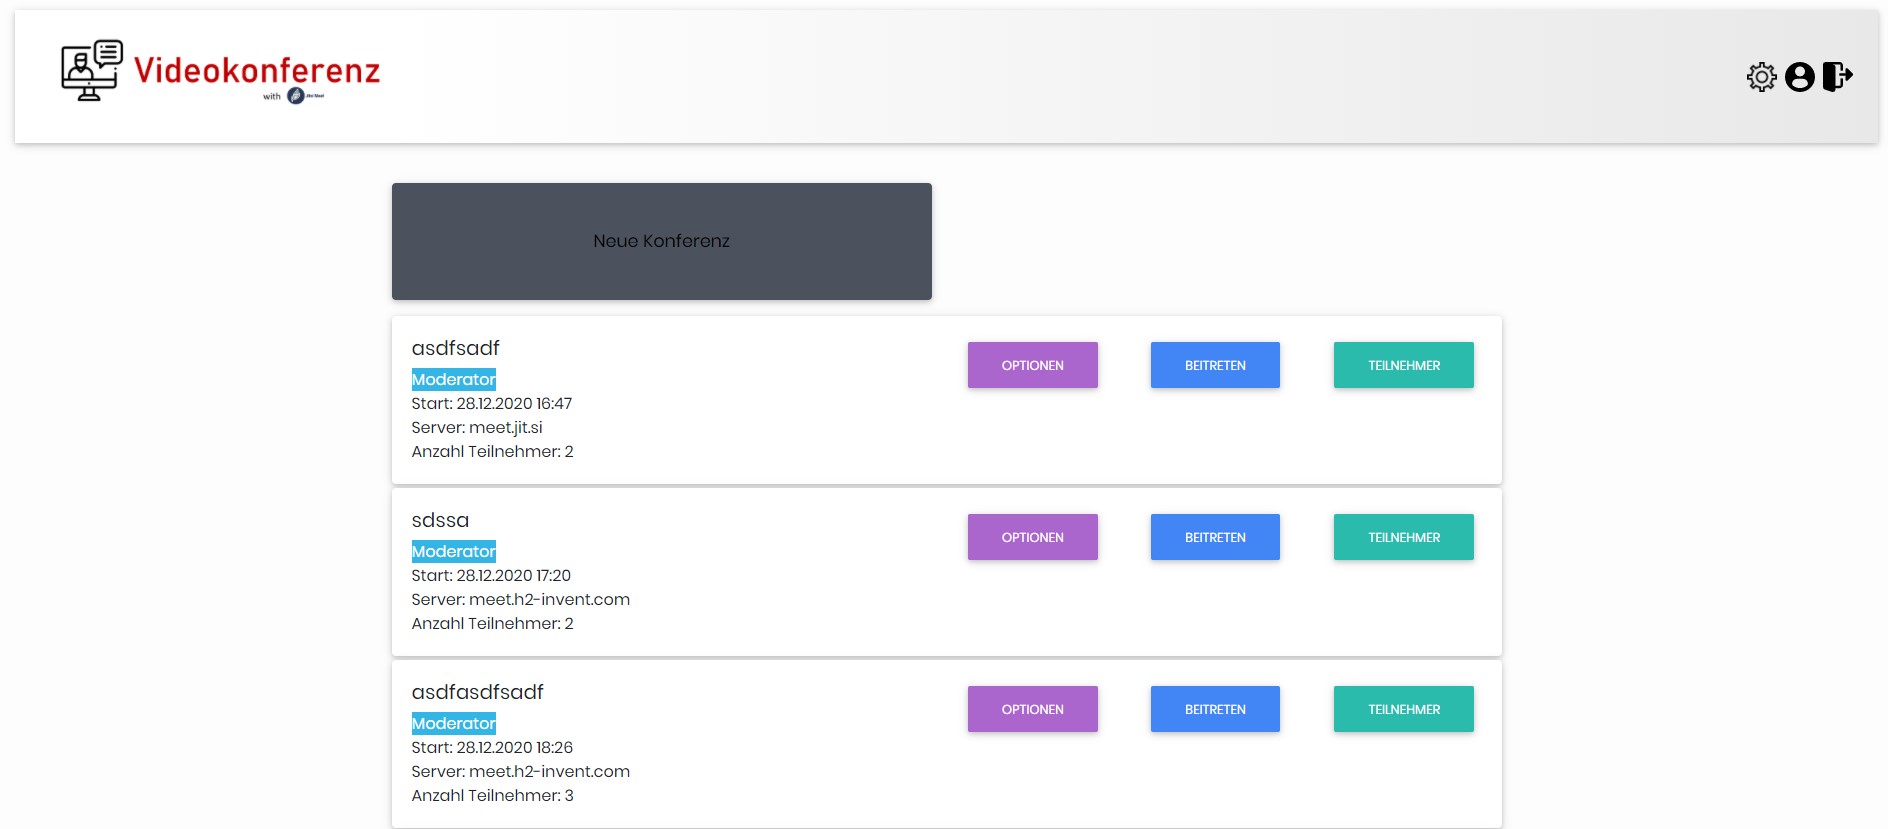 Videokonferenz
with Jitsi Meet
Neue Konferenz
asdfsadf
OPTIONEN BEITRETEN TEILNEHMER
Moderator
Start: 28.12.2020 16:47
Server: meet.jit.si
Anzahl Teilnehmer: 2
sdssa
OPTIONEN BEITRETEN TEILNEHMER
Moderator
Start: 28.12.2020 17:20
Server: meet.h2-invent.com
Anzahl Teilnehmer: 2
asdfasdfsadf
OPTIONEN BEITRETEN TEILNEHMER
Moderator
Start: 28.12.2020 18:26
Server: meet.h2-invent.com
Anzahl Teilnehmer: 3